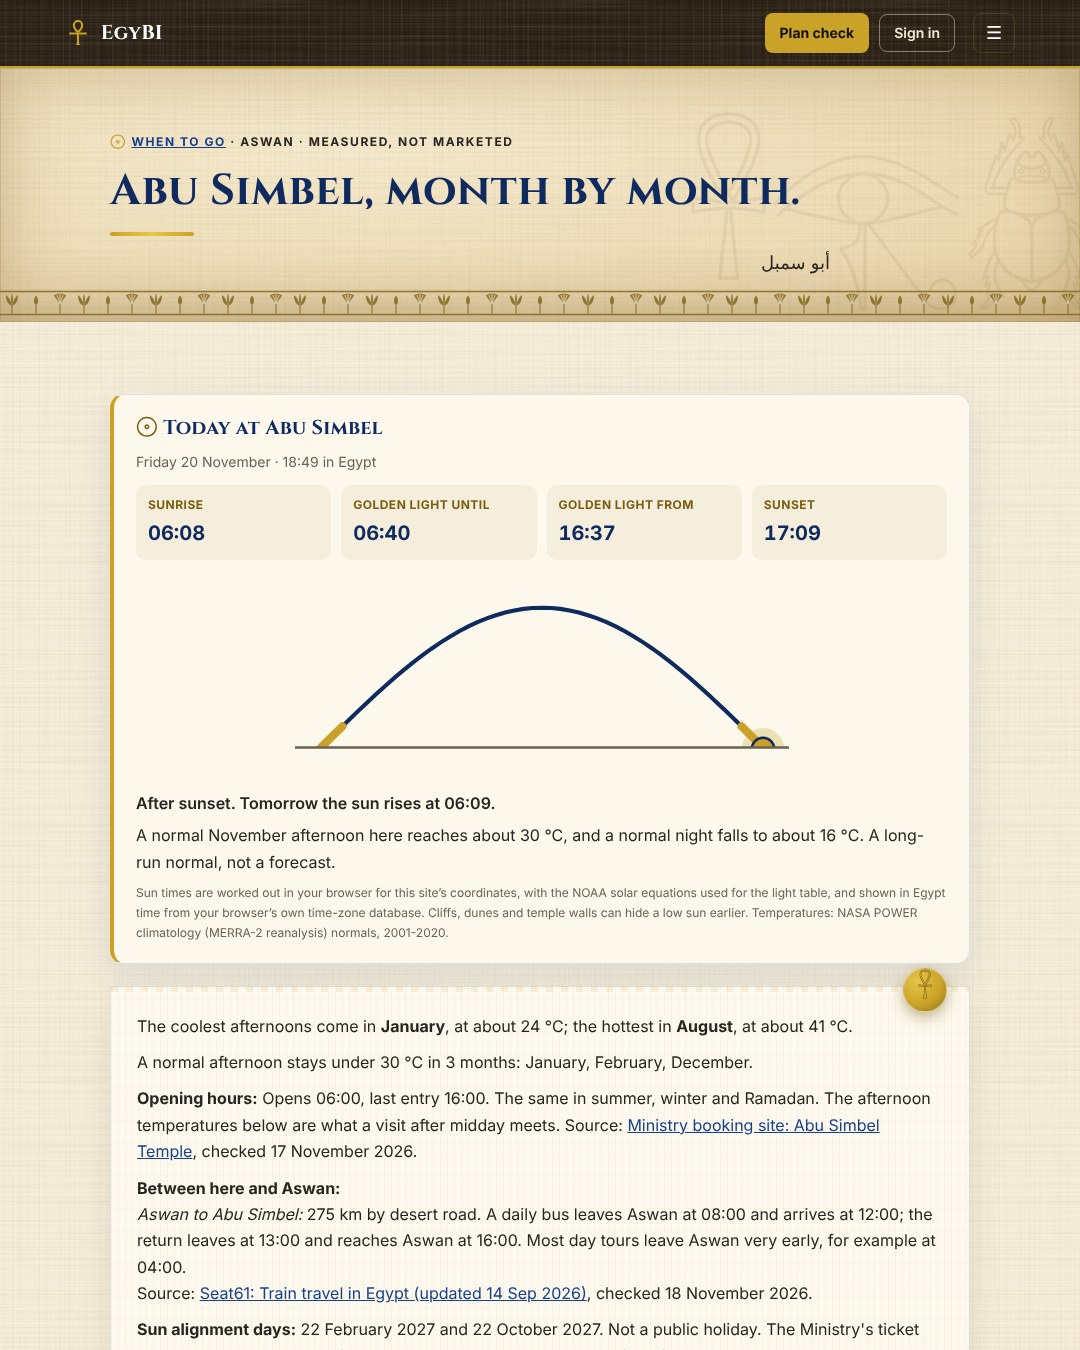 EgyBI
Plan check
Sign in
WHEN TO GO · ASWAN · MEASURED, NOT MARKETED
Abu Simbel, month by month.
أبو سمبل
Today at Abu Simbel
Friday 20 November · 18:49 in Egypt
SUNRISE
06:08
GOLDEN LIGHT UNTIL
06:40
GOLDEN LIGHT FROM
16:37
SUNSET
17:09
After sunset. Tomorrow the sun rises at 06:09.
A normal November afternoon here reaches about 30 °C, and a normal night falls to about 16 °C. A long-
run normal, not a forecast.
Sun times are worked out in your browser for this site’s coordinates, with the NOAA solar equations used for the light table, and shown in Egypt
time from your browser’s own time-zone database. Cliffs, dunes and temple walls can hide a low sun earlier. Temperatures: NASA POWER
climatology (MERRA-2 reanalysis) normals, 2001-2020.
The coolest afternoons come in January, at about 24 °C; the hottest in August, at about 41 °C.
A normal afternoon stays under 30 °C in 3 months: January, February, December.
Opening hours: Opens 06:00, last entry 16:00. The same in summer, winter and Ramadan. The afternoon
temperatures below are what a visit after midday meets. Source: Ministry booking site: Abu Simbel
Temple, checked 17 November 2026.
Between here and Aswan:
Aswan to Abu Simbel: 275 km by desert road. A daily bus leaves Aswan at 08:00 and arrives at 12:00; the
return leaves at 13:00 and reaches Aswan at 16:00. Most day tours leave Aswan very early, for example at
04:00.
Source: Seat61: Train travel in Egypt (updated 14 Sep 2026), checked 18 November 2026.
Sun alignment days: 22 February 2027 and 22 October 2027. Not a public holiday. The Ministry's ticket